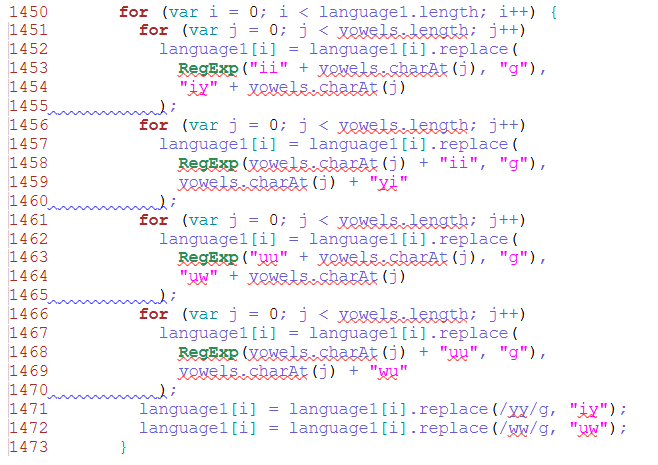 1450       for (var i = 0; i < language1.length; i++) {
1451         for (var j = 0; j < vowels.length; j++)
1452           language1[i] = language1[i].replace(
1453             RegExp("ii" + vowels.charAt(j), "g"),
1454             "iy" + vowels.charAt(j)
1455           );
1456         for (var j = 0; j < vowels.length; j++)
1457           language1[i] = language1[i].replace(
1458             RegExp(vowels.charAt(j) + "ii", "g"),
1459             vowels.charAt(j) + "yi"
1460           );
1461         for (var j = 0; j < vowels.length; j++)
1462           language1[i] = language1[i].replace(
1463             RegExp("uu" + vowels.charAt(j), "g"),
1464             "uw" + vowels.charAt(j)
1465           );
1466         for (var j = 0; j < vowels.length; j++)
1467           language1[i] = language1[i].replace(
1468             RegExp(vowels.charAt(j) + "uu", "g"),
1469             vowels.charAt(j) + "wu"
1470           );
1471         language1[i] = language1[i].replace(/yy/g, "iy");
1472         language1[i] = language1[i].replace(/ww/g, "uw");
1473       }